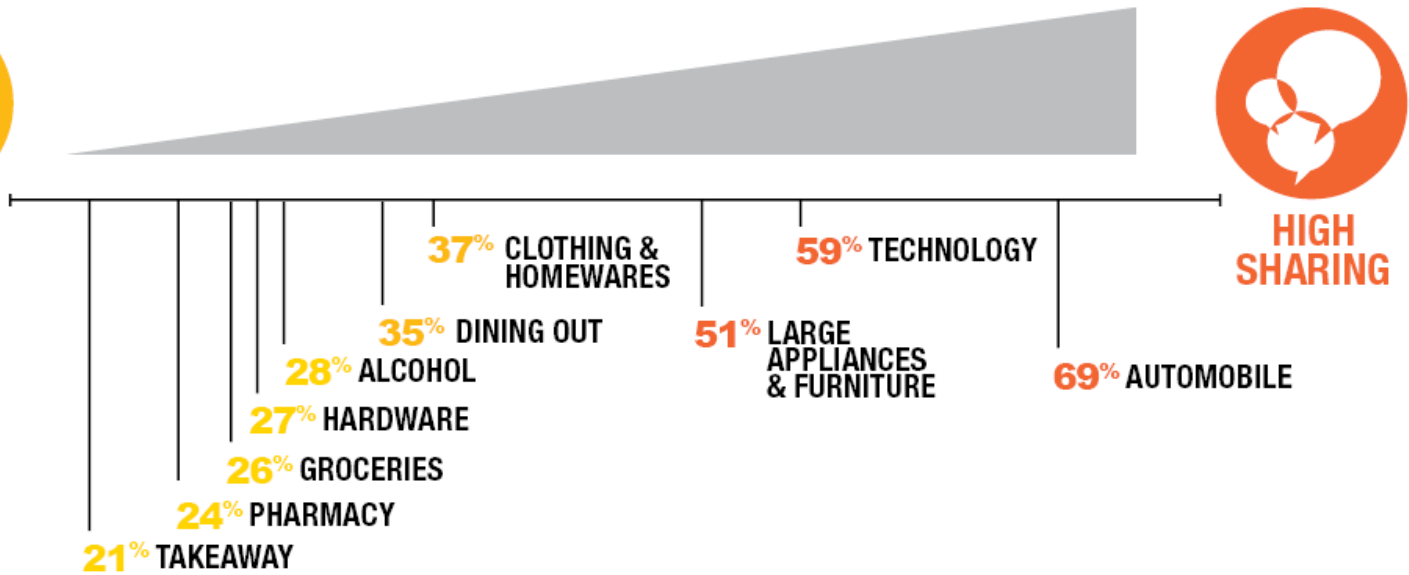 HIGH
SHARING
37% CLOTHING &
HOMEWARES
59% TECHNOLOGY
35% DINING OUT
51% LARGE
APPLIANCES
& FURNITURE
28% ALCOHOL
69% AUTOMOBILE
27% HARDWARE
26% GROCERIES
24% PHARMACY
21% TAKEAWAY